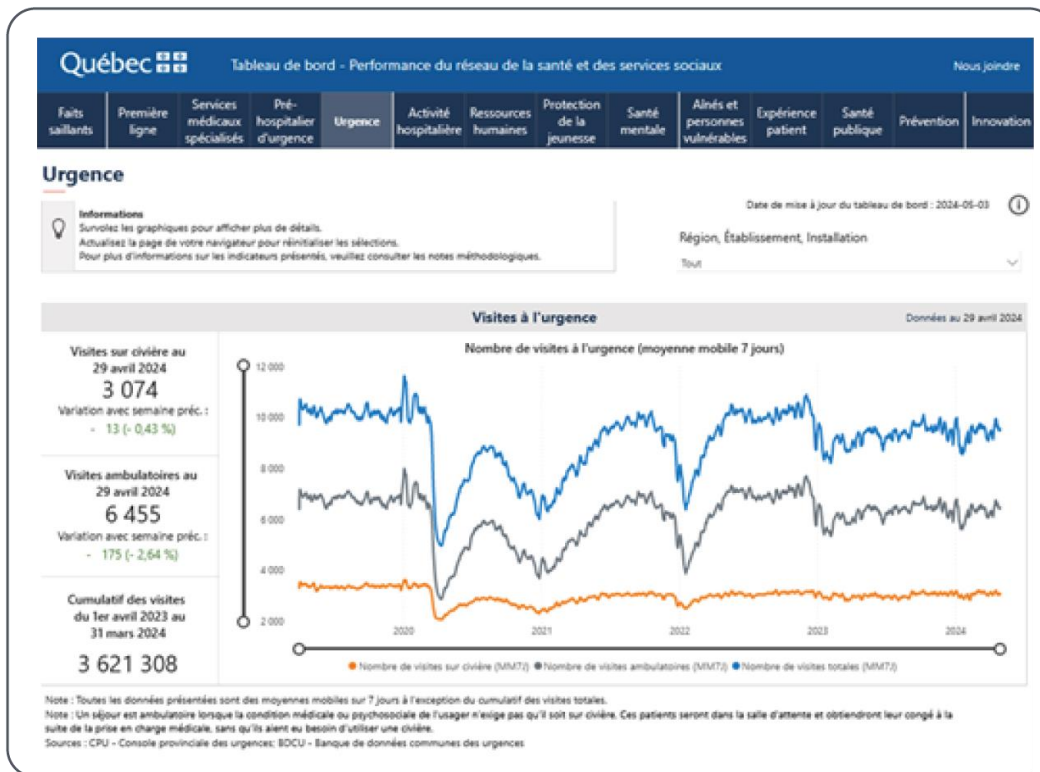 Québec
Tableau de bord - Performance du réseau de la santé et des services sociaux
Nous joindre
Faits saillants
Première ligne
Services médicaux spécialisés
Pré-hospitalier d'urgence
Urgence
Activité hospitalière
Ressources humaines
Protection de la jeunesse
Santé mentale
Aînés et personnes vulnérables
Expérience patient
Santé publique
Prévention
Innovation
Urgence
Informations
Survolez les graphiques pour afficher plus de détails.
Actualisez la page de votre navigateur pour réinitialiser les sélections.
Pour plus d'informations sur les indicateurs présentés, veuillez consulter les notes méthodologiques.
Date de mise à jour du tableau de bord : 2024-05-03
Région, Établissement, Installation
Tout
Visites à l'urgence
Données au 29 avril 2024
Visites sur civière au
29 avril 2024
3 074
Variation avec semaine préc. :
- 13 (- 0,43 %)
Visites ambulatoires au
29 avril 2024
6 455
Variation avec semaine préc. :
- 175 (- 2,64 %)
Cumulatif des visites
du 1er avril 2023 au
31 mars 2024
3 621 308
Nombre de visites à l'urgence (moyenne mobile 7 jours)
12 000
10 000
8 000
6 000
4 000
2 000
2020 2021 2022 2023 2024
Nombre de visites sur civière (MM7J) Nombre de visites ambulatoires (MM7J) Nombre de visites totales (MM7J)
Note : Toutes les données présentées sont des moyennes mobiles sur 7 jours à l'exception du cumulatif des visites totales.
Note : Un séjour est ambulatoire lorsque la condition médicale ou psychosociale de l'usager n'exige pas qu'il soit sur civière. Ces patients seront dans la salle d'attente et obtiendront leur congé à la
suite de la prise en charge médicale, sans qu'ils aient eu besoin d'utiliser une civière.
Sources : CPU - Console provinciale des urgences; BDCU - Banque de données communes des urgences